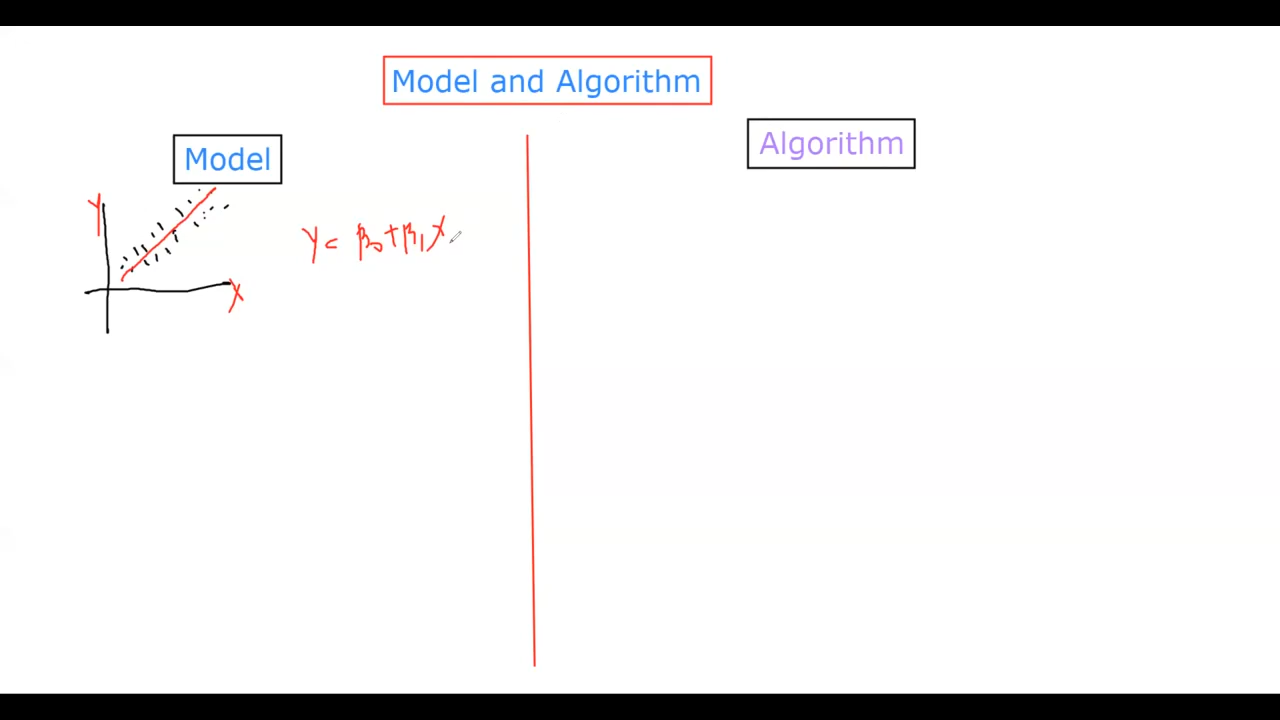 Model and Algorithm
Model
Algorithm
Y
X
Y = β₀ + β₁X